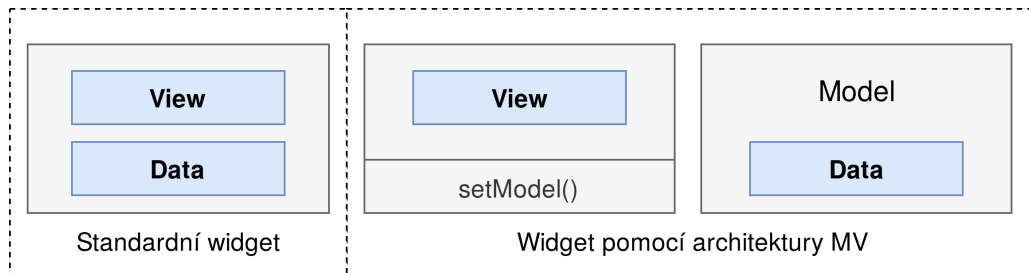 View
Data
Standardní widget
View
setModel()
Model
Data
Widget pomocí architektury MV